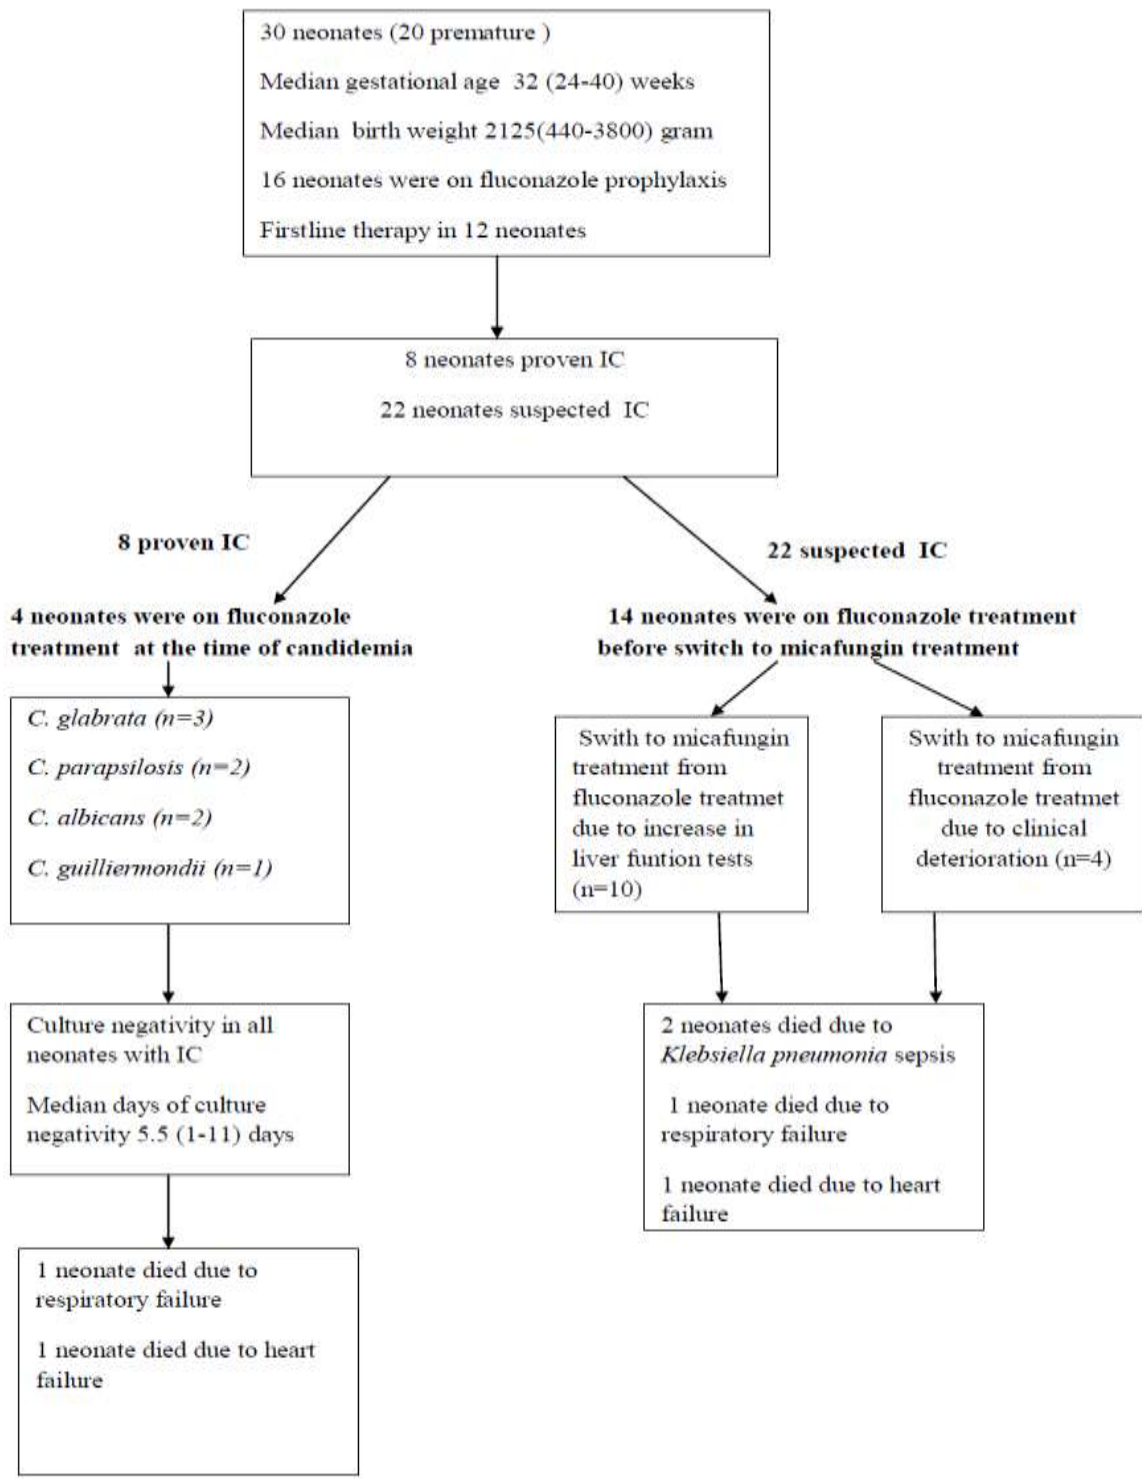 30 neonates (20 premature )
Median gestational age 32 (24-40) weeks
Median birth weight 2125(440-3800) gram
16 neonates were on fluconazole prophylaxis
Firstline therapy in 12 neonates
8 neonates proven IC
22 neonates suspected IC
8 proven IC
22 suspected IC
4 neonates were on fluconazole
treatment at the time of candidemia
14 neonates were on fluconazole treatment
before switch to micafungin treatment
C. glabrata (n=3)
C. parapsilosis (n=2)
C. albicans (n=2)
C. guilliermondii (n=1)
Swith to micafungin
treatment from
fluconazole treatmet
due to increase in
liver funtion tests
(n=10)
Swith to micafungin
treatment from
fluconazole treatmet
due to clinical
deterioration (n=4)
Culture negativity in all
neonates with IC
Median days of culture
negativity 5.5 (1-11) days
2 neonates died due to
Klebsiella pneumonia sepsis
1 neonate died due to
respiratory failure
1 neonate died due to heart
failure
1 neonate died due to
respiratory failure
1 neonate died due to heart
failure